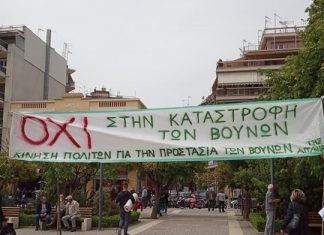 ΟΧΙ ΣΤΗΝ ΚΑΤΑΣΤΡΟΦΗ
ΤΩΝ ΒΟΥΝΩΝ
ΚΙΝΗΣΗ ΠΟΛΙΤΩΝ ΓΙΑ ΤΗΝ ΠΡΟΣΤΑΣΙΑ ΤΩΝ ΒΟΥΝΩΝ